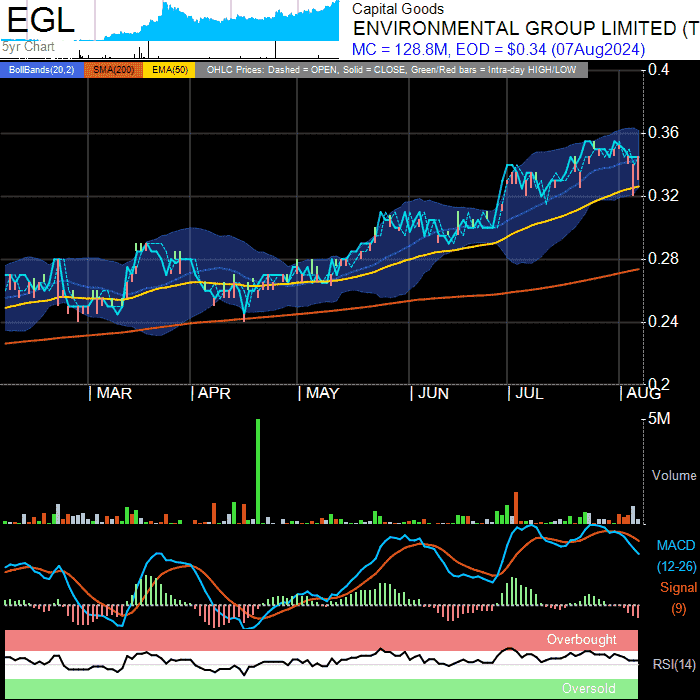 EGL
5yr Chart
Capital Goods
ENVIRONMENTAL GROUP LIMITED (T
MC = 128.8M, EOD = $0.34 (07Aug2024)
BollBands(20,2) SMA(200) EMA(50) OHLC Prices: Dashed = OPEN, Solid = CLOSE, Green/Red bars = Intra-day HIGH/LOW
0.4
0.36
0.32
0.28
0.24
0.2
MAR APR MAY JUN JUL AUG
5M
Volume
MACD
(12-26)
Signal
(9)
Overbought
RSI(14)
Oversold